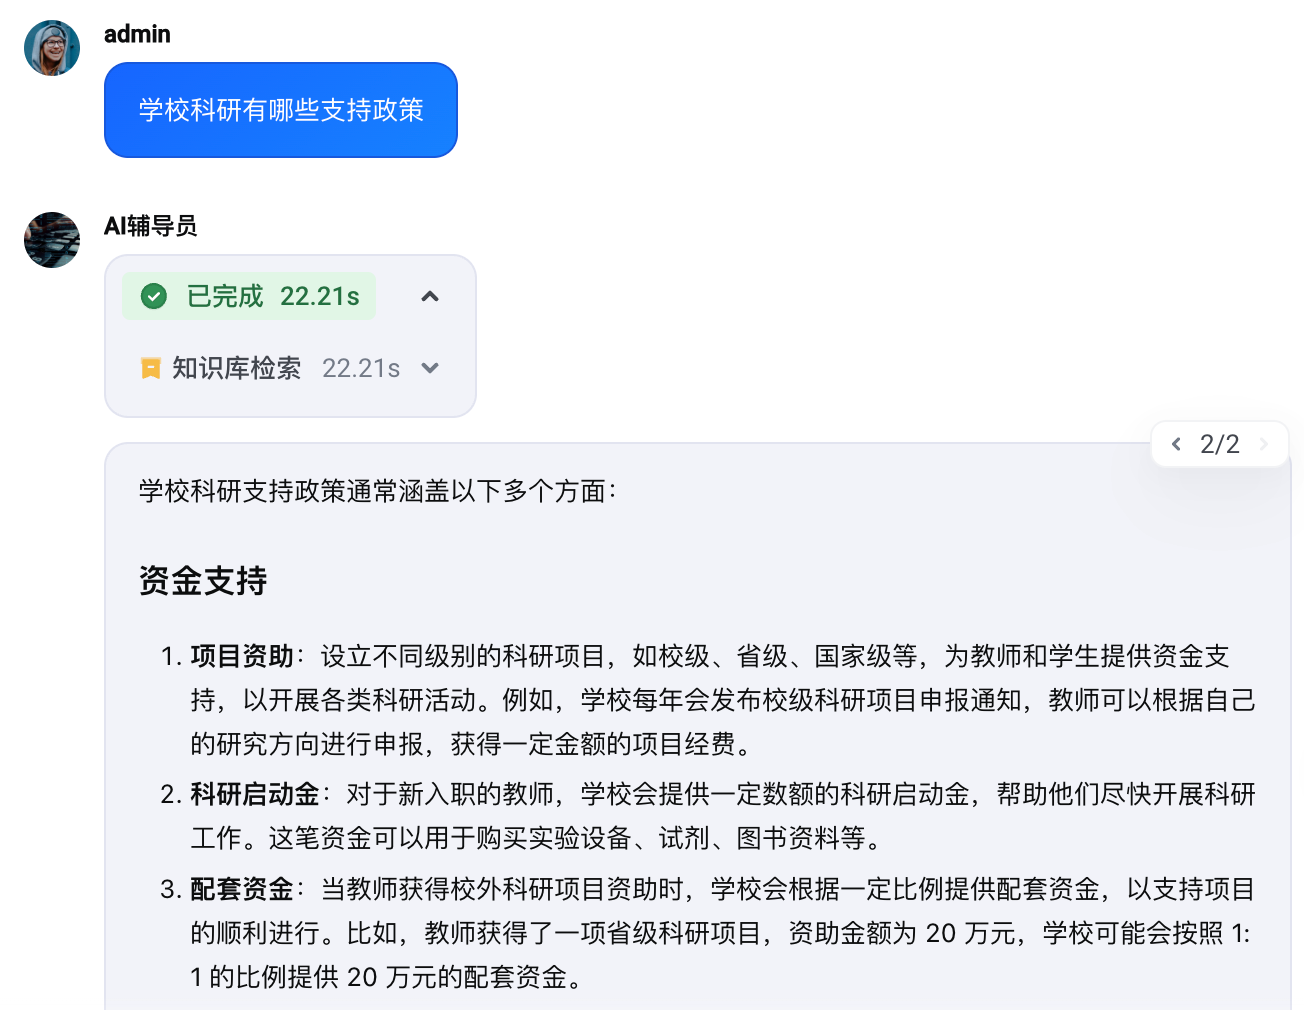 admin
学校科研有哪些支持政策
AI辅导员
已完成 22.21s
知识库检索 22.21s
2/2
学校科研支持政策通常涵盖以下多个方面：
资金支持
1. 项目资助：设立不同级别的科研项目，如校级、省级、国家级等，为教师和学生提供资金支
持，以开展各类科研活动。例如，学校每年会发布校级科研项目申报通知，教师可以根据自己
的研究方向进行申报，获得一定金额的项目经费。
2. 科研启动金：对于新入职的教师，学校会提供一定数额的科研启动金，帮助他们尽快开展科研
工作。这笔资金可以用于购买实验设备、试剂、图书资料等。
3. 配套资金：当教师获得校外科研项目资助时，学校会根据一定比例提供配套资金，以支持项目
的顺利进行。比如，教师获得了一项省级科研项目，资助金额为 20 万元，学校可能会按照 1:
1 的比例提供 20 万元的配套资金。